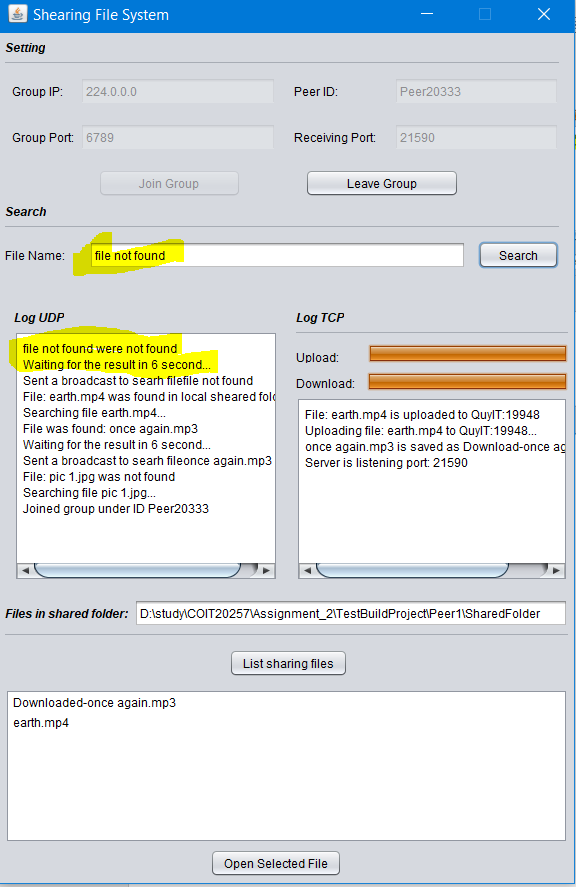 Shearing File System
Setting
Group IP: 224.0.0.0 Peer ID: Peer20333
Group Port: 6789 Receiving Port: 21590
Join Group Leave Group
Search
File Name: file not found Search
Log UDP
file not found were not found
Waiting for the result in 6 second...
Sent a broadcast to searh filefile not found
File: earth.mp4 was found in local sheared fol
Searching file earth.mp4...
File was found: once again.mp3
Waiting for the result in 6 second...
Sent a broadcast to searh fileonce again.mp3
File: pic 1.jpg was not found
Searching file pic 1.jpg...
Joined group under ID Peer20333
Log TCP
Upload:
Download:
File: earth.mp4 is uploaded to QuyIT:19948
Uploading file: earth.mp4 to QuyIT:19948...
once again.mp3 is saved as Download-once ag
Server is listening port: 21590
Files in shared folder: D:\study\COIT20257\Assignment_2\TestBuildProject\Peer1\SharedFolder
List sharing files
Downloaded-once again.mp3
earth.mp4
Open Selected File